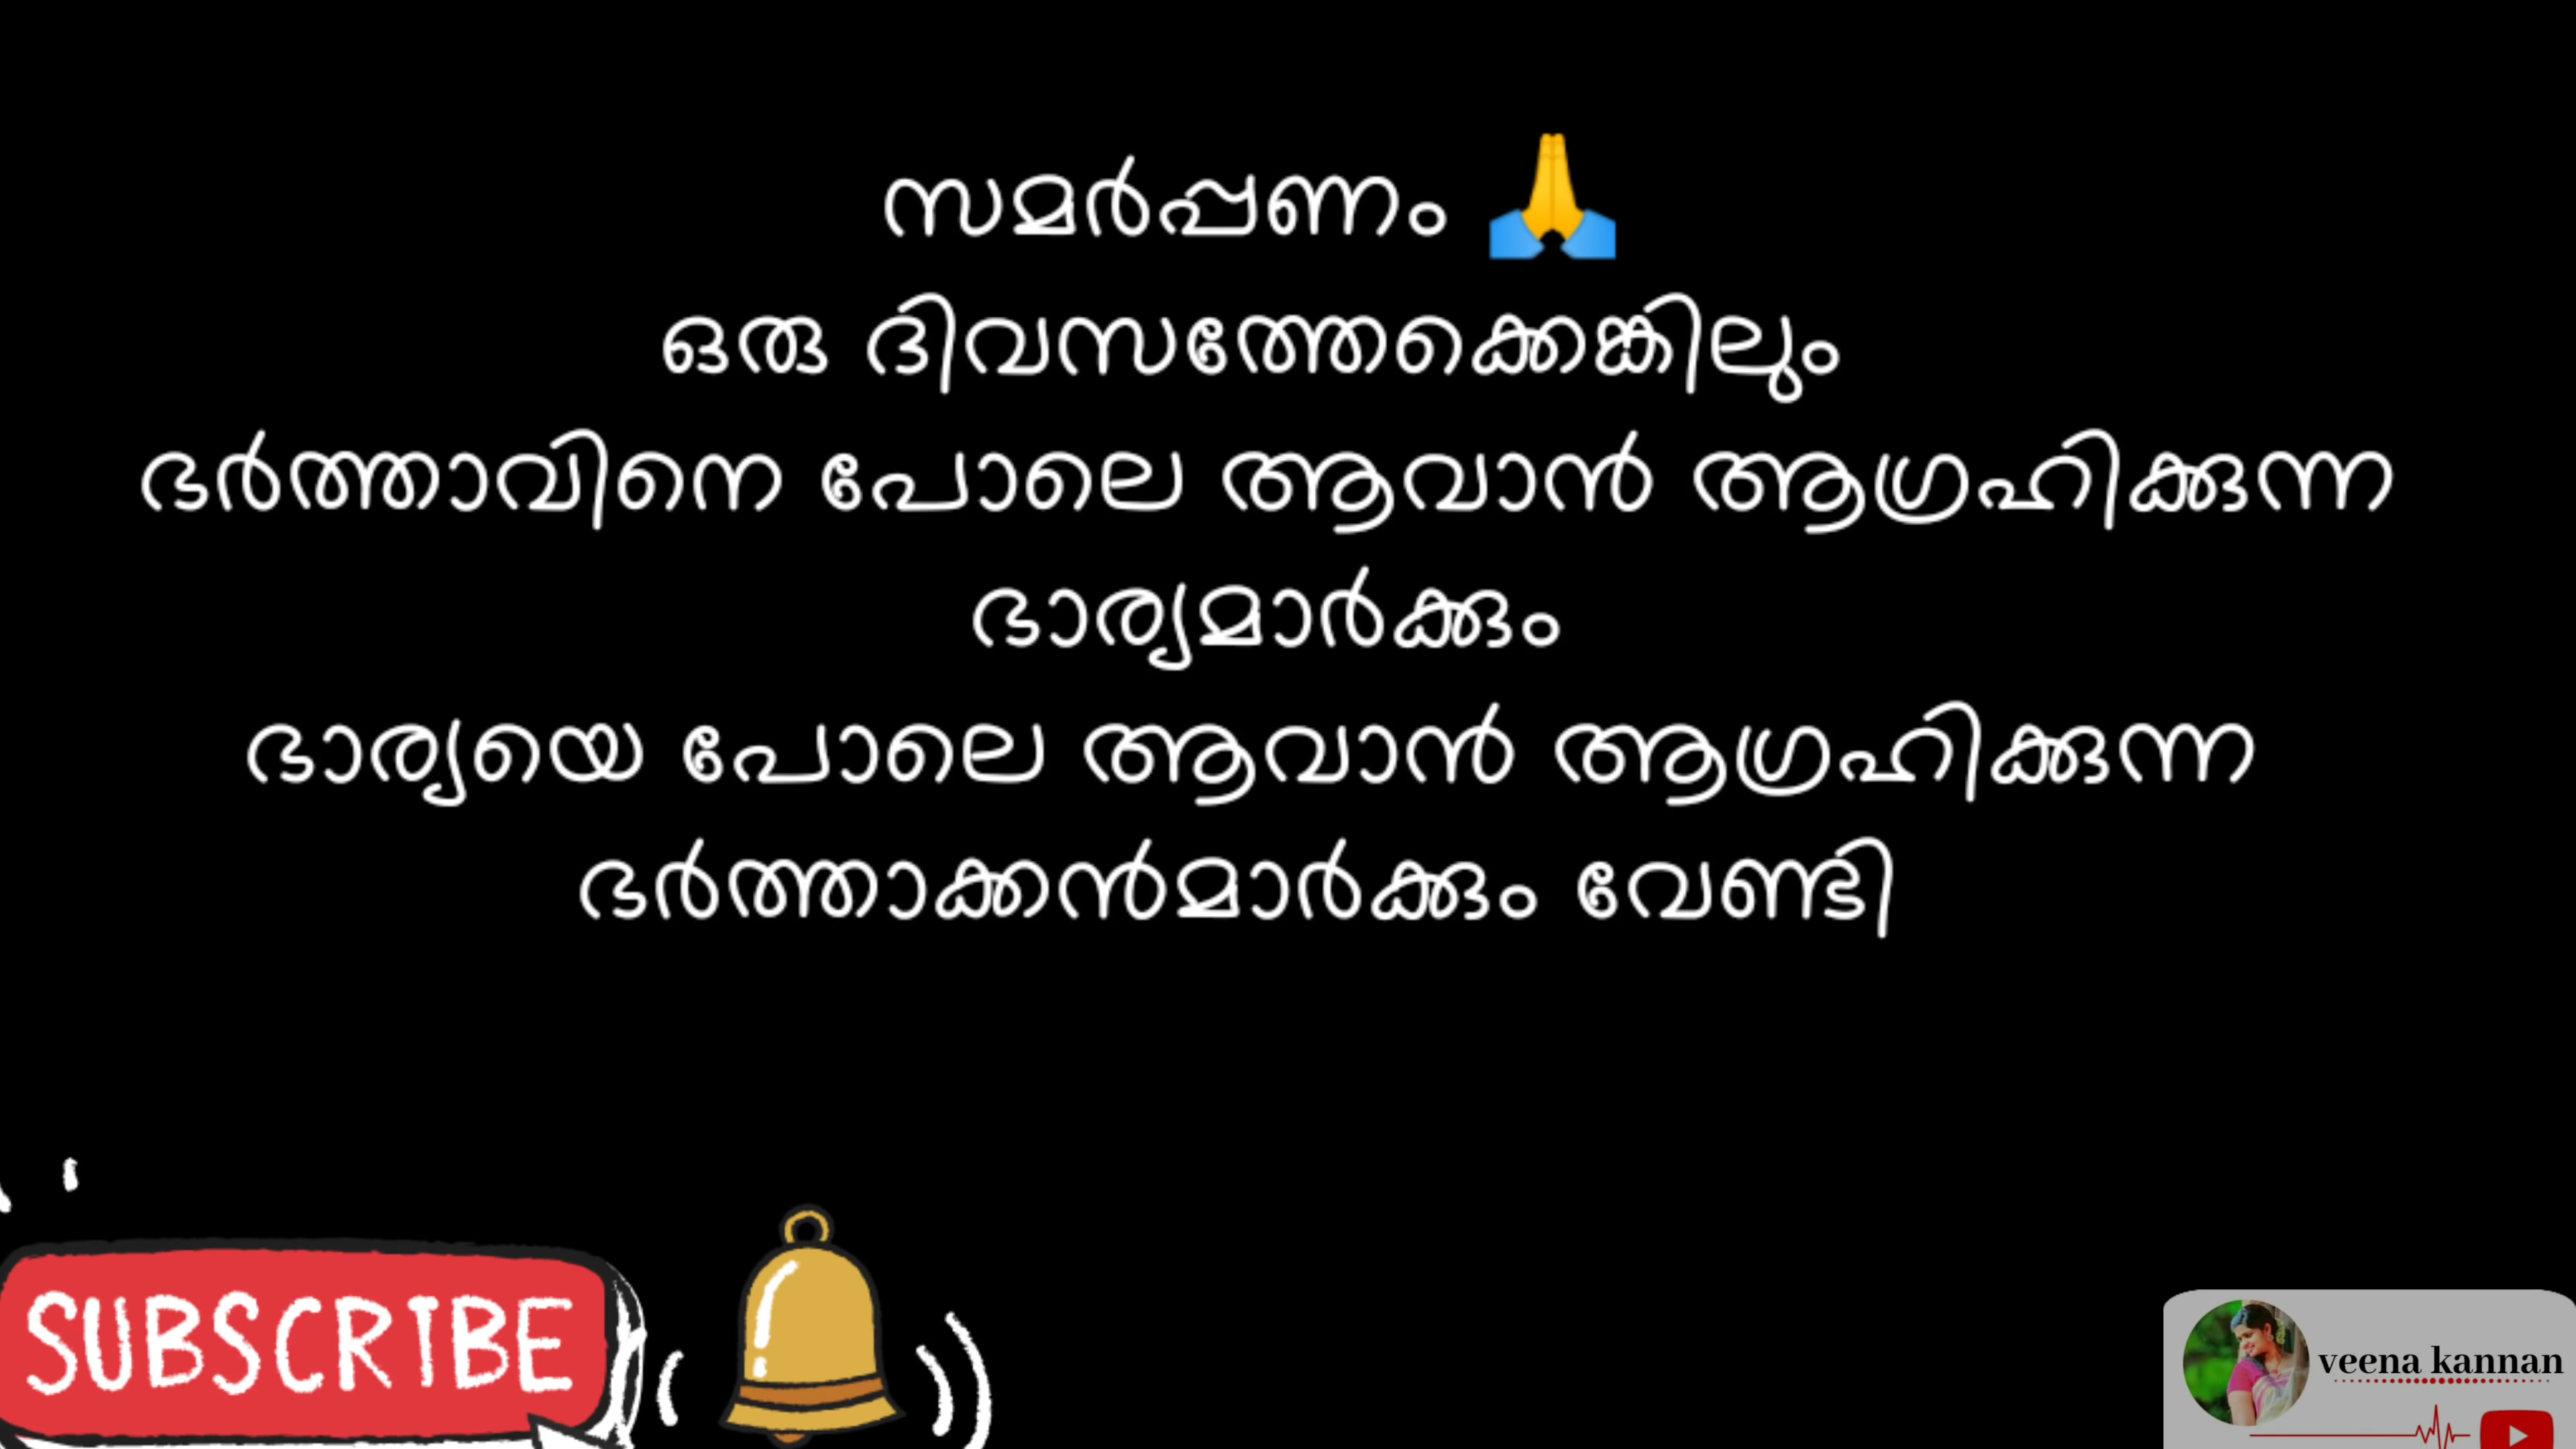 സമർപ്പണം 🙏
ഒരു ദിവസത്തേക്കെങ്കിലും
ഭർത്താവിനെ പോലെ ആവാൻ ആഗ്രഹിക്കുന്ന
ഭാര്യമാർക്കും
ഭാര്യയെ പോലെ ആവാൻ ആഗ്രഹിക്കുന്ന
ഭർത്താക്കൻമാർക്കും വേണ്ടി
SUBSCRIBE
veena kannan